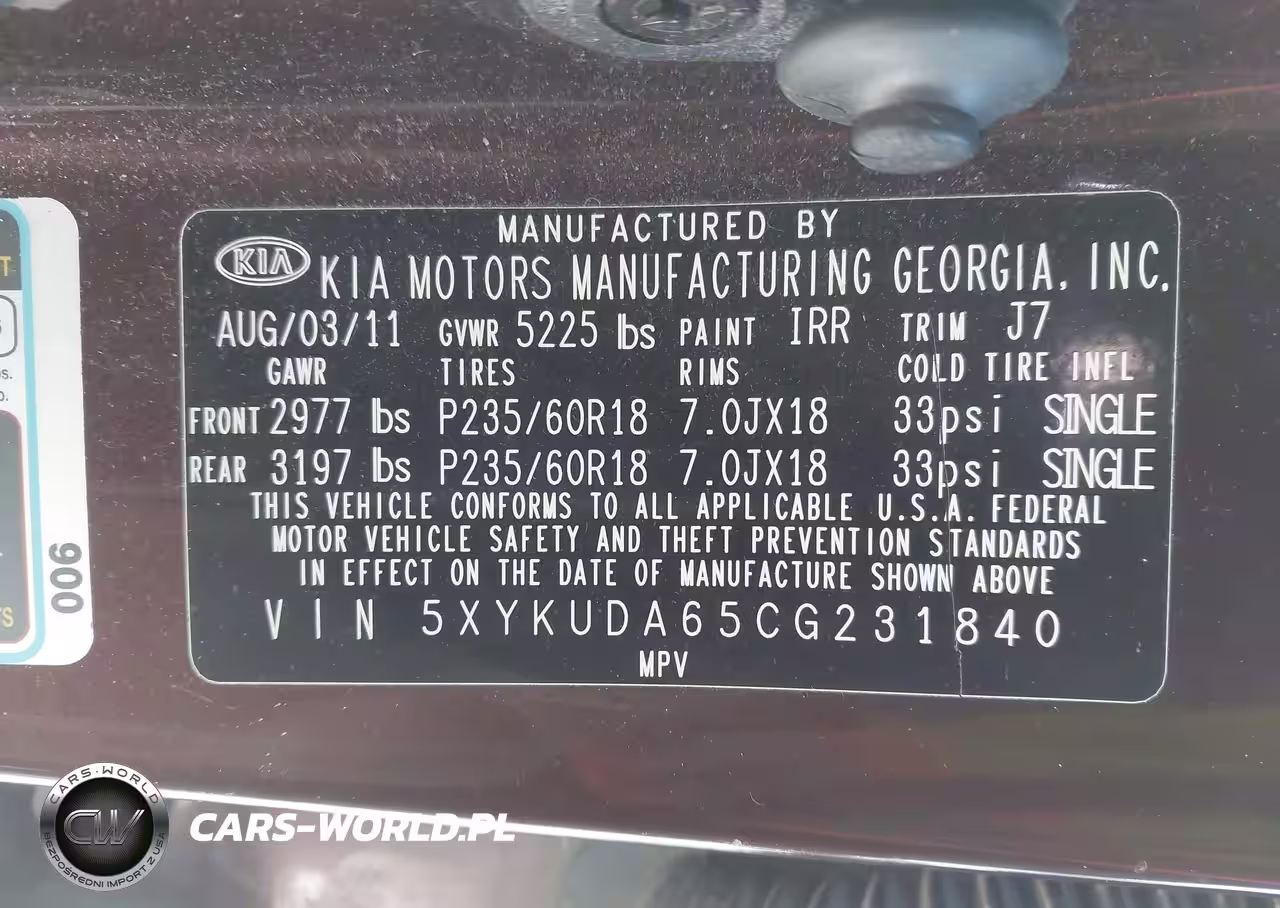 MANUFACTURED BY
KIA KIA MOTORS MANUFACTURING GEORGIA, INC.
AUG/03/11 GVWR 5225 lbs PAINT IRR TRIM J7
GAWR TIRES RIMS COLD TIRE INFL
FRONT 2977 lbs P235/60R18 7.0JX18 33psi SINGLE
REAR 3197 lbs P235/60R18 7.0JX18 33psi SINGLE
THIS VEHICLE CONFORMS TO ALL APPLICABLE U.S.A. FEDERAL
MOTOR VEHICLE SAFETY AND THEFT PREVENTION STANDARDS
IN EFFECT ON THE DATE OF MANUFACTURE SHOWN ABOVE
VIN 5XYKUDA65CG231840
MPV
006
CARS-WORLD
CW
BEZPOŚREDNI IMPORT Z USA
CARS-WORLD.PL